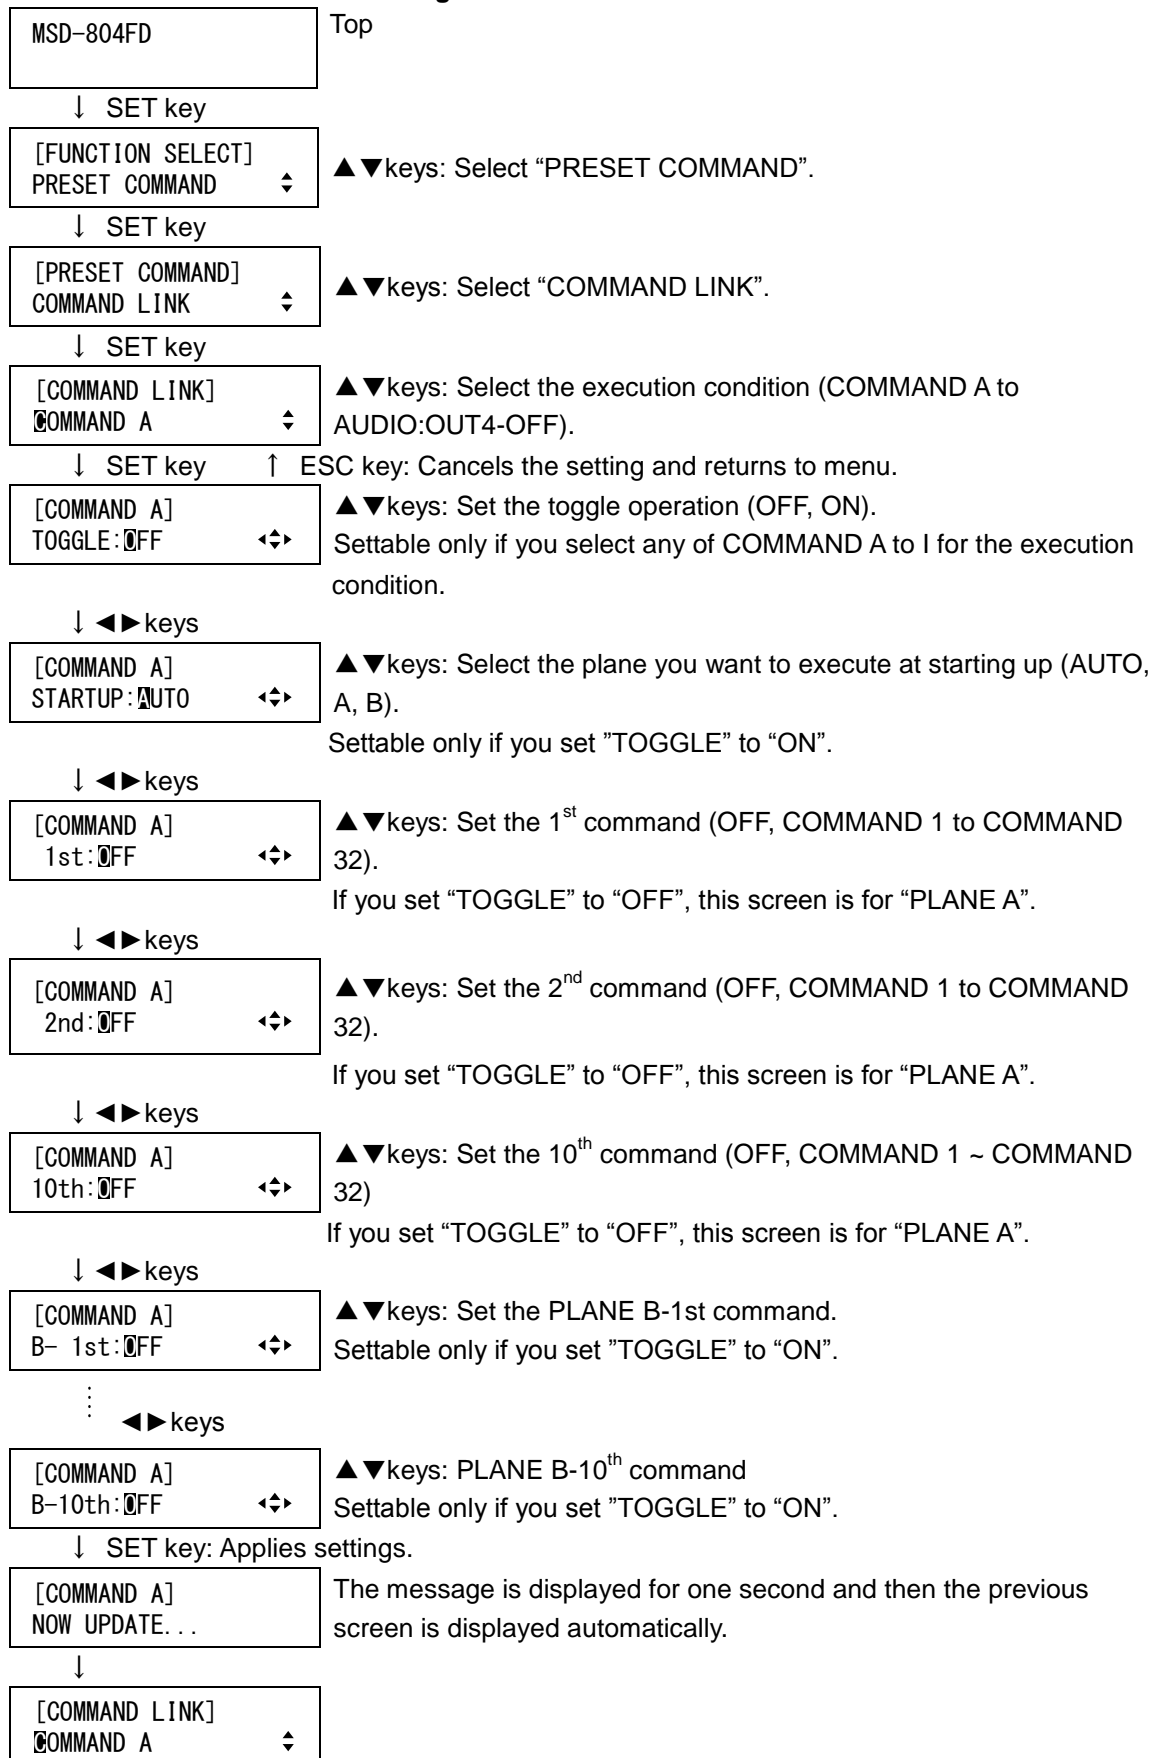 MSD-804FD
Top
↓ SET key
[FUNCTION SELECT]
PRESET COMMAND
▲▼keys: Select “PRESET COMMAND”.
↓ SET key
[PRESET COMMAND]
COMMAND LINK
▲▼keys: Select “COMMAND LINK”.
↓ SET key
[COMMAND LINK]
COMMAND A
▲▼keys: Select the execution condition (COMMAND A to
AUDIO:OUT4-OFF).
↓ SET key ↑ ESC key: Cancels the setting and returns to menu.
[COMMAND A]
TOGGLE:OFF
▲▼keys: Set the toggle operation (OFF, ON).
Settable only if you select any of COMMAND A to I for the execution
condition.
↓◄►keys
[COMMAND A]
STARTUP:AUTO
▲▼keys: Select the plane you want to execute at starting up (AUTO,
A, B).
Settable only if you set ”TOGGLE” to “ON”.
↓◄►keys
[COMMAND A]
1st:OFF
▲▼keys: Set the 1st command (OFF, COMMAND 1 to COMMAND
32).
If you set “TOGGLE” to “OFF”, this screen is for “PLANE A”.
↓◄►keys
[COMMAND A]
2nd:OFF
▲▼keys: Set the 2nd command (OFF, COMMAND 1 to COMMAND
32).
If you set “TOGGLE” to “OFF”, this screen is for “PLANE A”.
↓◄►keys
[COMMAND A]
10th:OFF
▲▼keys: Set the 10th command (OFF, COMMAND 1 ~ COMMAND
32)
If you set “TOGGLE” to “OFF”, this screen is for “PLANE A”.
↓◄►keys
[COMMAND A]
B- 1st:OFF
▲▼keys: Set the PLANE B-1st command.
Settable only if you set ”TOGGLE” to “ON”.
◄►keys
[COMMAND A]
B-10th:OFF
▲▼keys: PLANE B-10th command
Settable only if you set ”TOGGLE” to “ON”.
↓ SET key: Applies settings.
[COMMAND A]
NOW UPDATE...
The message is displayed for one second and then the previous
screen is displayed automatically.
↓
[COMMAND LINK]
COMMAND A